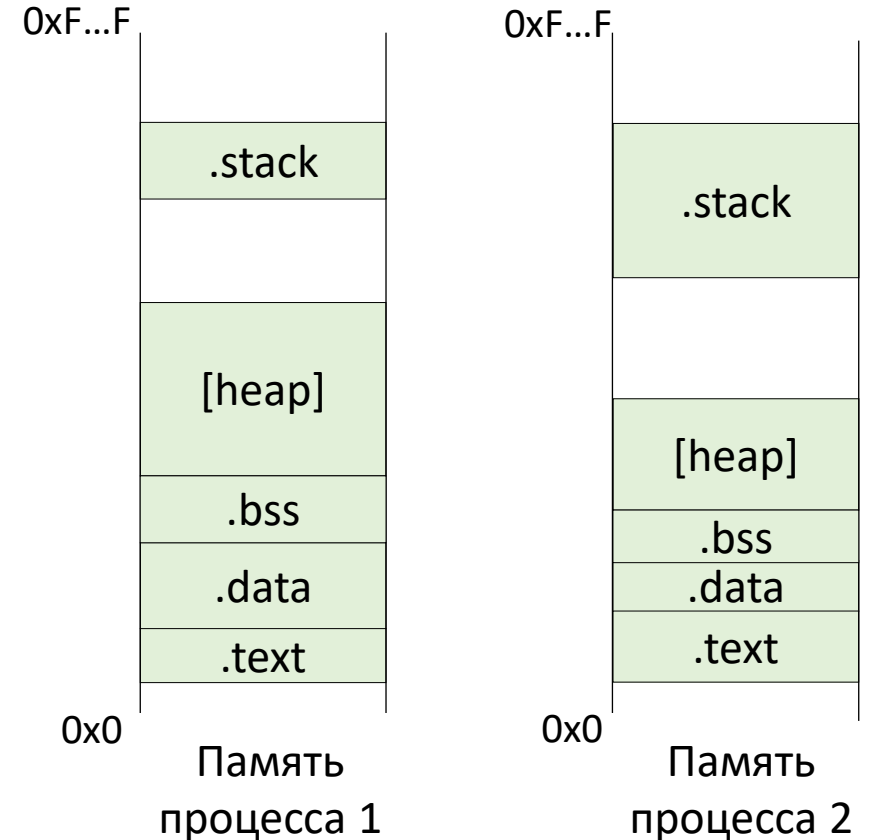 0xF...F
.stack
[heap]
.bss
.data
.text
0x0
Память
процесса 1
0xF...F
.stack
[heap]
.bss
.data
.text
0x0
Память
процесса 2